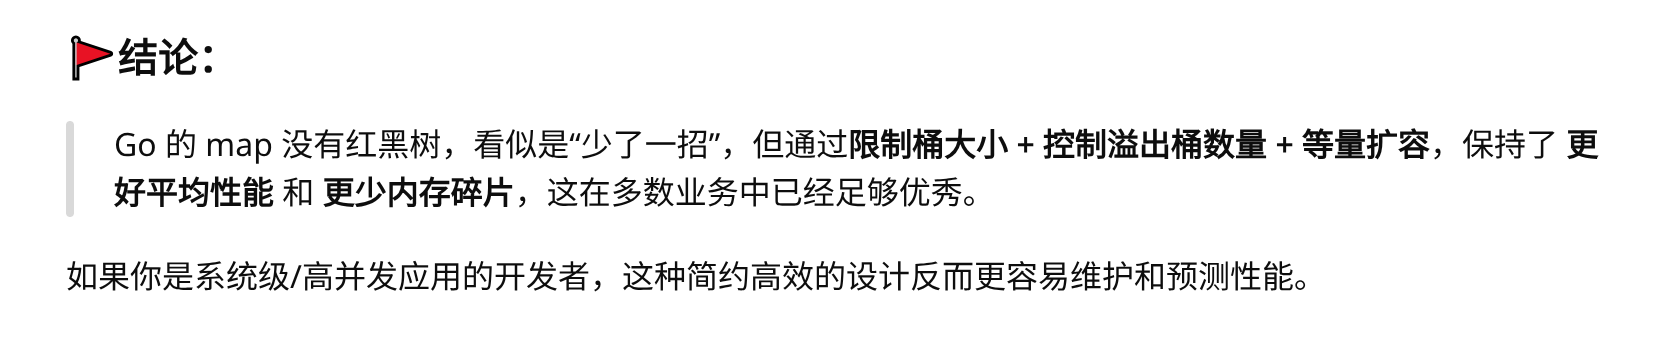 🚩结论：
Go 的 map 没有红黑树，看似是“少了一招”，但通过限制桶大小 + 控制溢出桶数量 + 等量扩容，保持了 更
好平均性能 和 更少内存碎片，这在多数业务中已经足够优秀。
如果你是系统级/高并发应用的开发者，这种简约高效的设计反而更容易维护和预测性能。